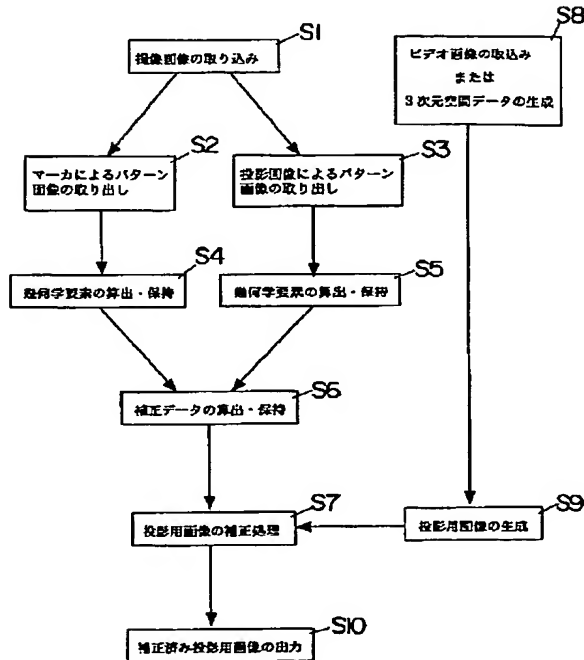 S1
撮像画像の取り込み
S8
ビデオ画像の取込み
または
3次元空間データの生成
S2
マーカによるパターン
画像の取り出し
S3
投影画像によるパターン
画像の取り出し
S4
幾何学要素の算出・保持
S5
幾何学要素の算出・保持
S6
補正データの算出・保持
S7
投影用画像の補正処理
S9
投影用画像の生成
S10
補正済み投影用画像の出力